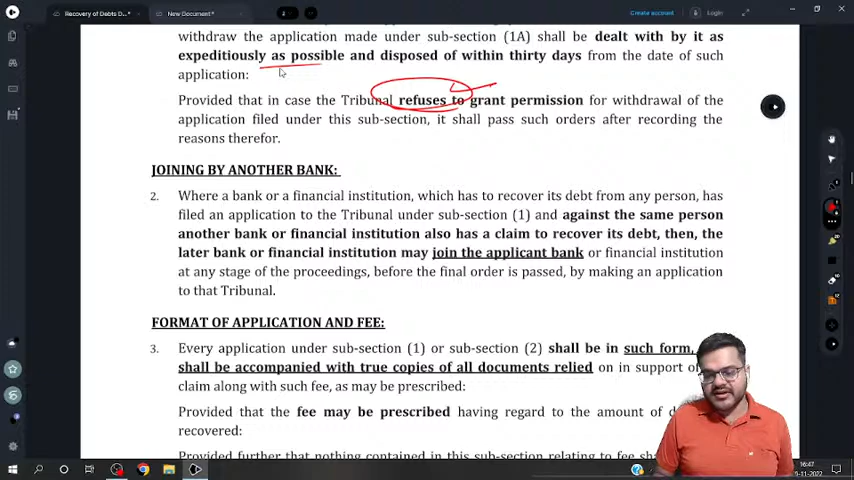 Recovery of Debts D...
New Document*
Create account
Login
withdraw the application made under sub-section (1A) shall be dealt with by it as
expeditiously as possible and disposed of within thirty days from the date of such
application:
Provided that in case the Tribunal refuses to grant permission for withdrawal of the
application filed under this sub-section, it shall pass such orders after recording the
reasons therefor.
JOINING BY ANOTHER BANK:
2. Where a bank or a financial institution, which has to recover its debt from any person, has
filed an application to the Tribunal under sub-section (1) and against the same person
another bank or financial institution also has a claim to recover its debt, then, the
later bank or financial institution may join the applicant bank or financial institution
at any stage of the proceedings, before the final order is passed, by making an application
to that Tribunal.
FORMAT OF APPLICATION AND FEE:
3. Every application under sub-section (1) or sub-section (2) shall be in such form,
shall be accompanied with true copies of all documents relied on in support of
claim along with such fee, as may be prescribed:
Provided that the fee may be prescribed having regard to the amount of
recovered:
Provided further that nothing contained in this sub-section relating to fee
16:47